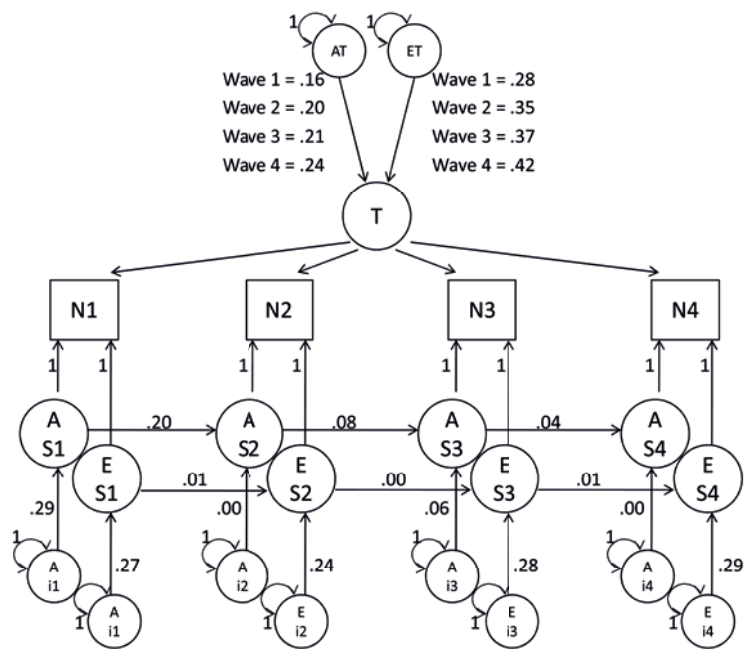 1 1
AT ET
Wave 1 = .16 Wave 1 = .28
Wave 2 = .20 Wave 2 = .35
Wave 3 = .21 Wave 3 = .37
Wave 4 = .24 Wave 4 = .42
T
N1 N2 N3 N4
1 1 1 1 1 1 1 1
A .20 A .08 A .04 A
S1 S2 S3 S4
E .01 E .00 E .01 E
S1 S2 S3 S4
.29 .00 .06 .00
1 1 1 1
A .27 A .24 A .28 A .29
i1 i2 i3 i4
1 A 1 E 1 E 1 E
i1 i2 i3 i4